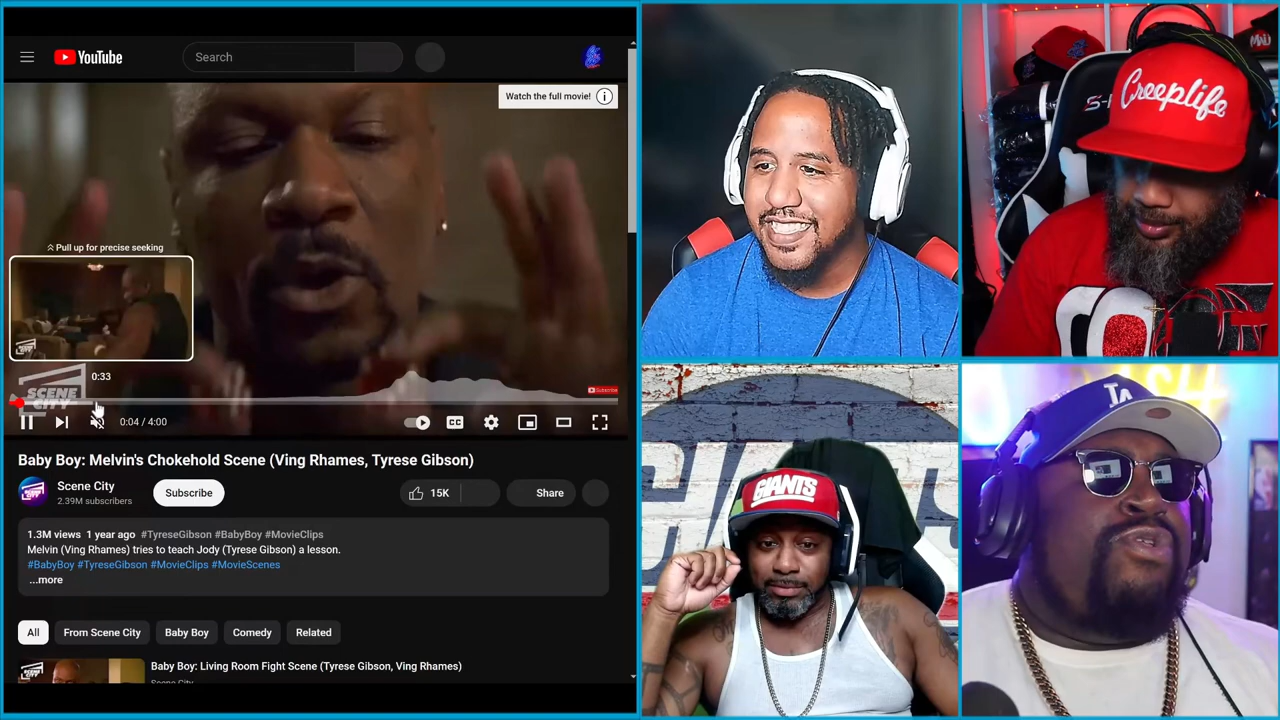 YouTube
Search
Watch the full movie!
Pull up for precise seeking
0:33
SCENE
CITY
Subscribe
0:04 / 4:00
CC
Baby Boy: Melvin's Chokehold Scene (Ving Rhames, Tyrese Gibson)
Scene City
2.39M subscribers
Subscribe
15K
Share
1.3M views 1 year ago #TyreseGibson #BabyBoy #MovieClips
Melvin (Ving Rhames) tries to teach Jody (Tyrese Gibson) a lesson.
#BabyBoy #TyreseGibson #MovieClips #MovieScenes
...more
All
From Scene City
Baby Boy
Comedy
Related
Baby Boy: Living Room Fight Scene (Tyrese Gibson, Ving Rhames)
Creeplife
GIANTS
LA